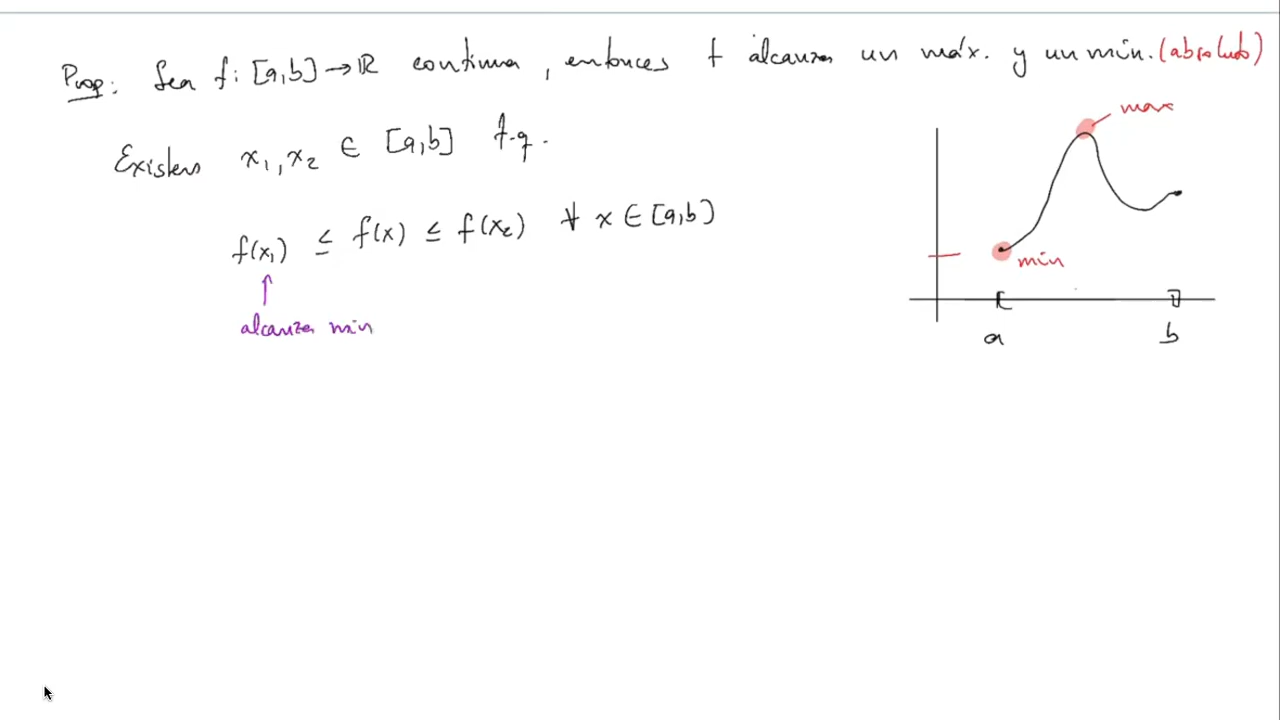 Prop: Sea f: [a,b] → ℝ continua, entonces f alcanza un máx. y un mín. (absoluto)
Existen x₁, x₂ ∈ [a,b] t.q.
f(x₁) ≤ f(x) ≤ f(x₂) ∀ x ∈ [a,b]
↑
alcanza min
max
min
a b